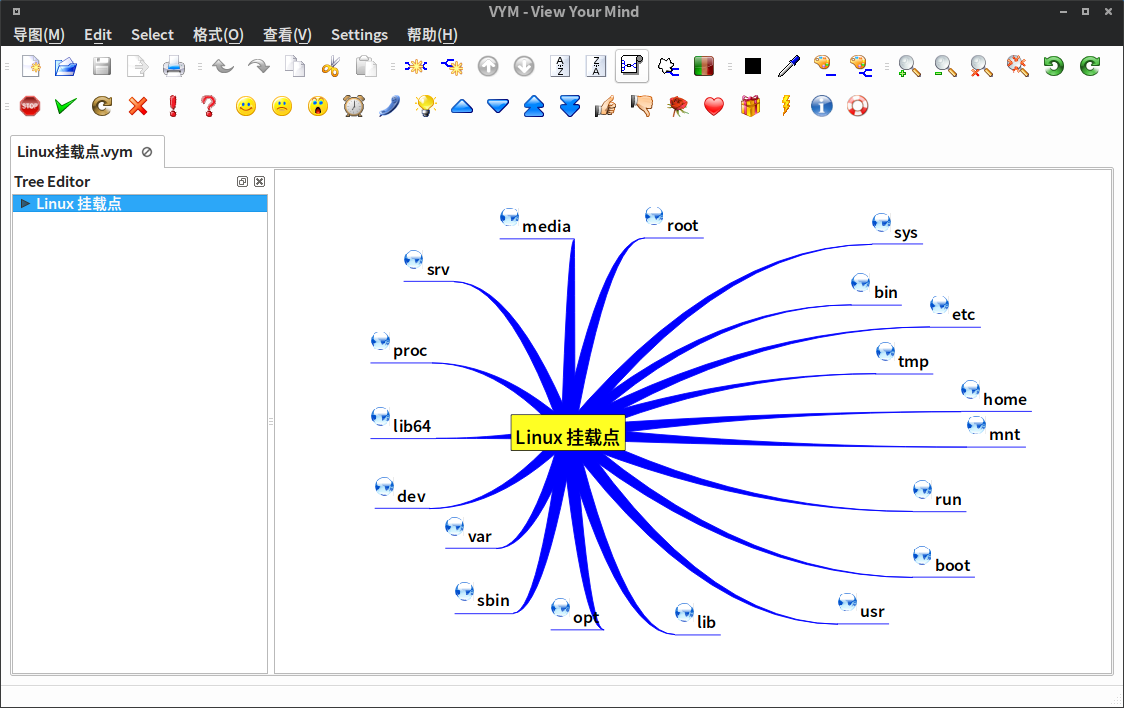 VYM - View Your Mind
导图(M) Edit Select 格式(O) 查看(V) Settings 帮助(H)
A Z Z A
STOP
Linux挂载点.vym
Tree Editor
Linux 挂载点
media
root
sys
srv
bin
etc
proc
tmp
home
lib64
mnt
Linux 挂载点
dev
run
var
boot
sbin
usr
opt
lib